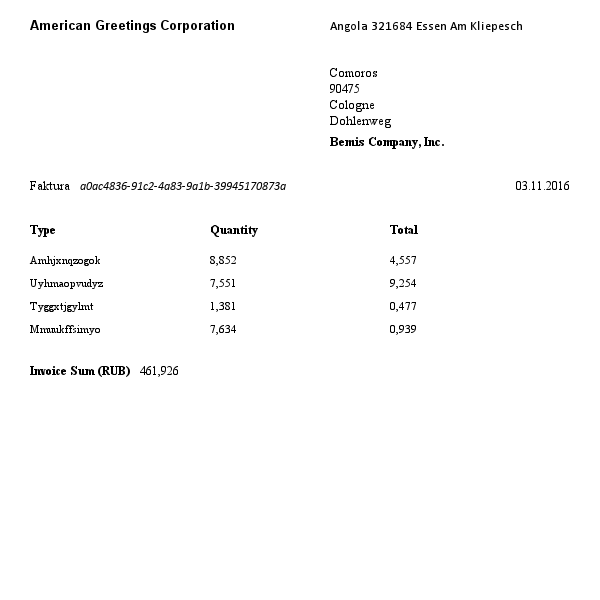 American Greetings Corporation
Angola 321684 Essen Am Kliepesch
Comoros
90475
Cologne
Dohlenweg
Bemis Company, Inc.
Faktura a0ac4836-91c2-4a83-9a1b-39945170873a 03.11.2016
Type Quantity Total
Amhjxnqzogok 8,852 4,557
Uyhmaopvudyz 7,551 9,254
Tyggxtjgylmt 1,381 0,477
Mmuukffsimyo 7,634 0,939
Invoice Sum (RUB) 461,926